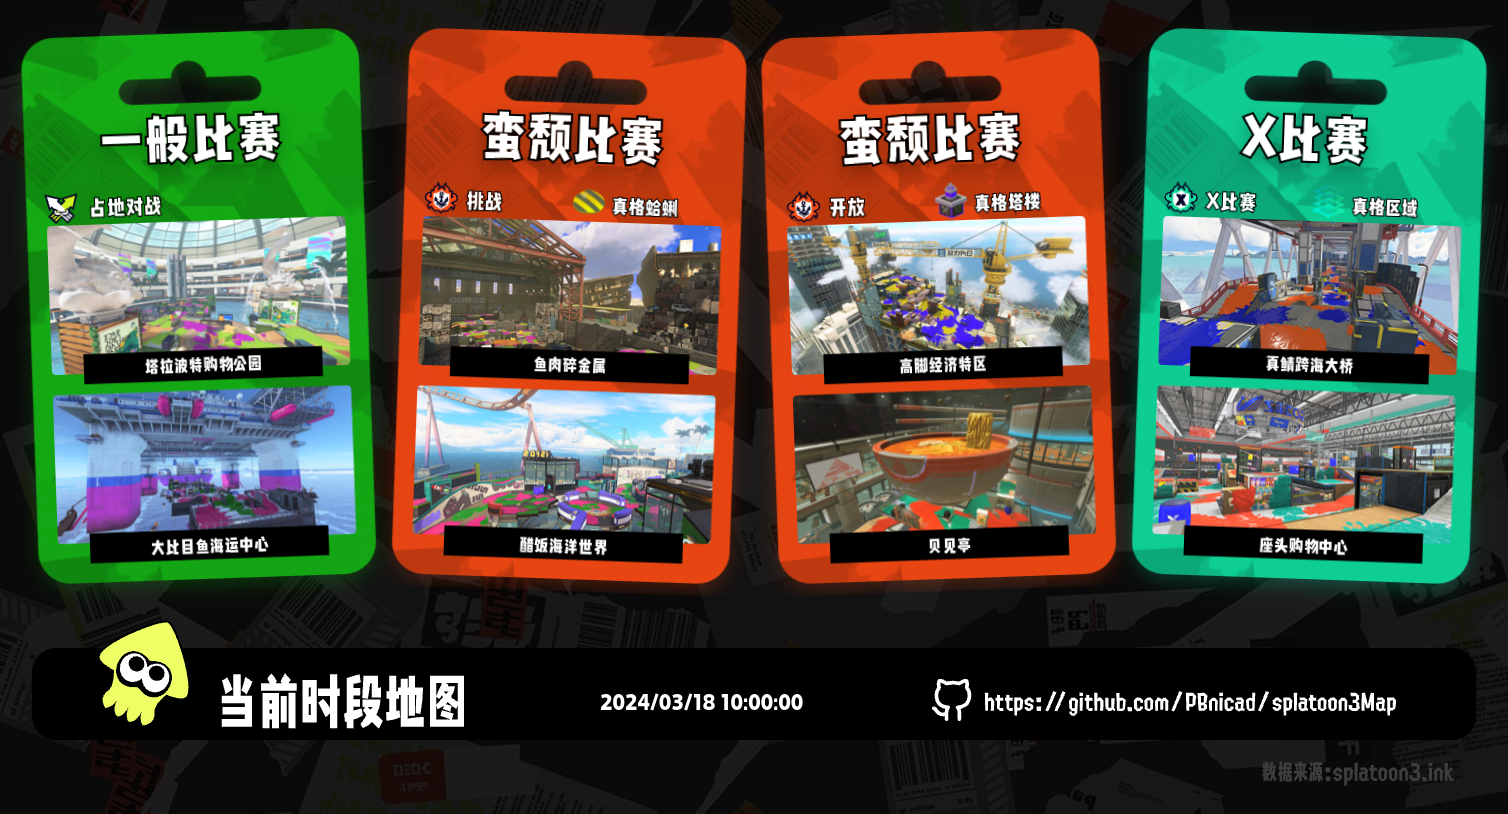 一般比赛
占地对战
塔拉波特购物公园
大比目鱼海运中心
蛮颓比赛
挑战
真格蛤蜊
鱼肉碎金属
醋饭海洋世界
蛮颓比赛
开放
真格塔楼
高脚经济特区
贝贝亭
X比赛
X比赛
真格区域
真鲭跨海大桥
座头购物中心
当前时段地图
2024/03/18 10:00:00
https://github.com/PBnicad/splatoon3Map
数据来源:splatoon3.ink